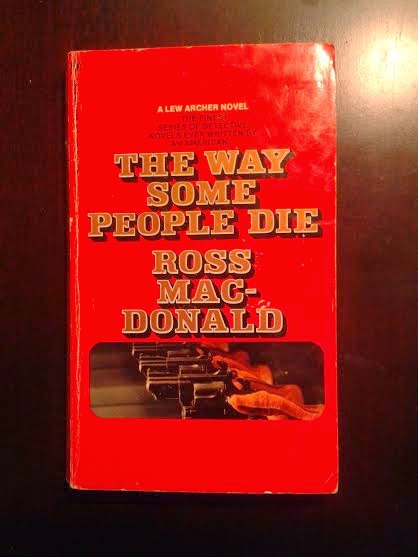 A LEW ARCHER NOVEL
THE FINEST
SERIES OF DETECTIVE
NOVELS EVER WRITTEN BY
AN AMERICAN
THE WAY
SOME
PEOPLE DIE
ROSS
MAC-
DONALD